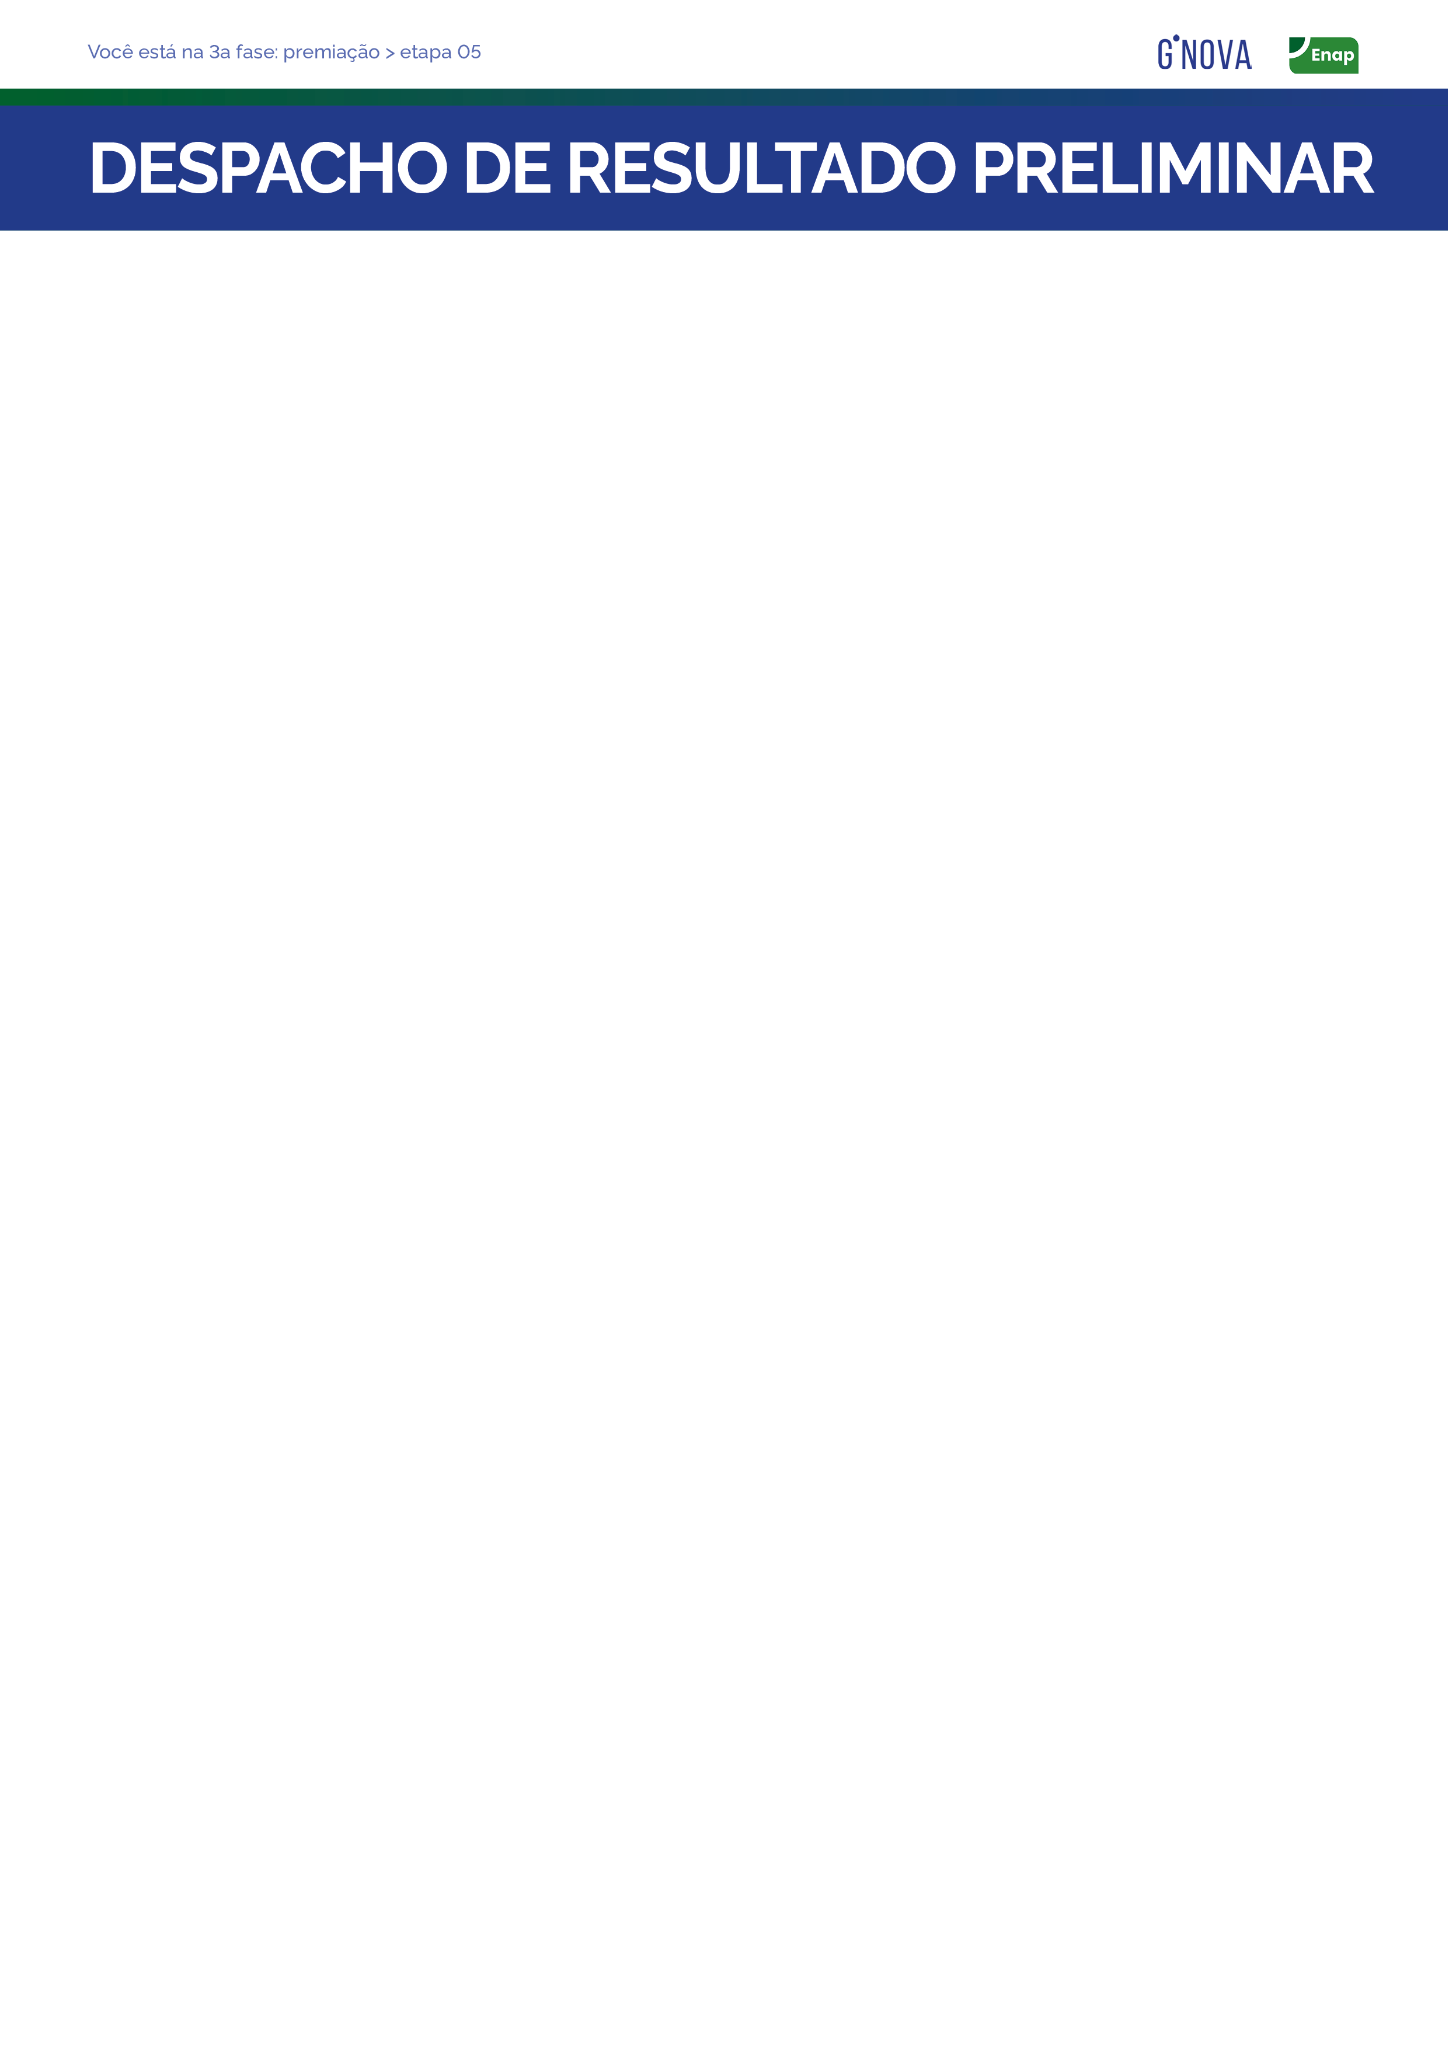 Você está na 3a fase: premiação > etapa 05
G'NOVA
Enap
DESPACHO DE RESULTADO PRELIMINAR